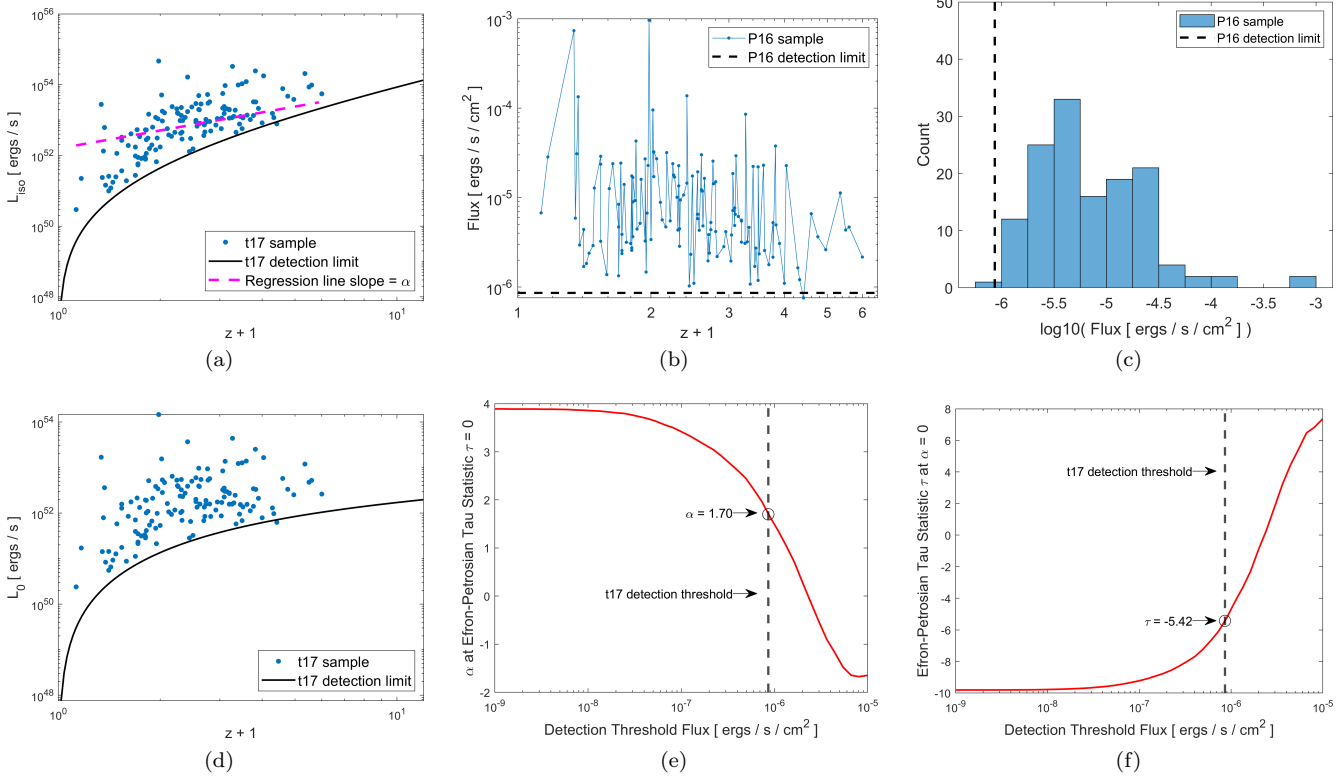 10^56
10^54
10^52
10^50
10^48
L_iso [ ergs / s ]
t17 sample
t17 detection limit
Regression line slope = α
10^0
10^1
z + 1
(a)
10^-3
10^-4
10^-5
10^-6
Flux [ ergs / s / cm^2 ]
P16 sample
P16 detection limit
1 2 3 4 5 6
z + 1
(b)
50
40
30
20
10
0
Count
P16 sample
P16 detection limit
-6 -5.5 -5 -4.5 -4 -3.5 -3
log10( Flux [ ergs / s / cm^2 ] )
(c)
10^54
10^52
10^50
10^48
L_0 [ ergs / s ]
t17 sample
t17 detection limit
10^0
10^1
z + 1
(d)
4
3
2
1
0
-1
-2
α at Efron-Petrosian Tau Statistic τ = 0
α = 1.70
t17 detection threshold
10^-9 10^-8 10^-7 10^-6 10^-5
Detection Threshold Flux [ ergs / s / cm^2 ]
(e)
8
6
4
2
0
-2
-4
-6
-8
-10
Efron-Petrosian Tau Statistic τ at α = 0
t17 detection threshold
τ = -5.42
10^-9 10^-8 10^-7 10^-6 10^-5
Detection Threshold Flux [ ergs / s / cm^2 ]
(f)